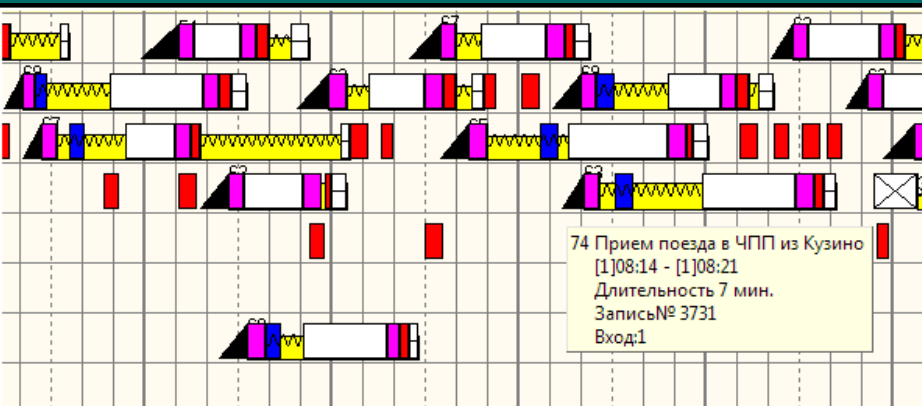 74 Прием поезда в ЧПП из Кузино
[1]08:14 - [1]08:21
Длительность 7 мин.
Запись№ 3731
Вход:1